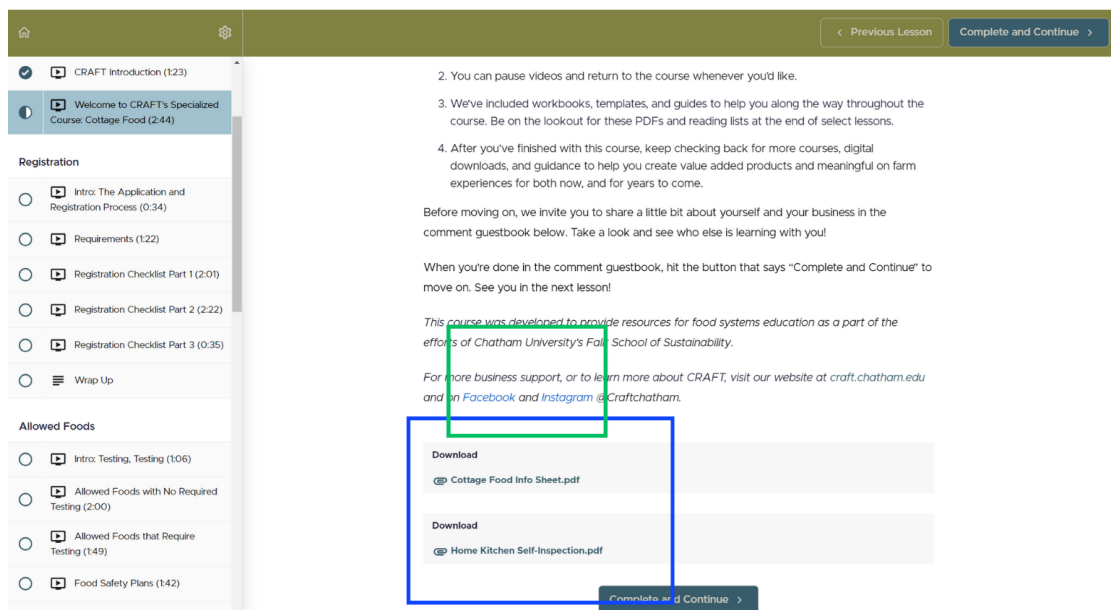 Previous Lesson
Complete and Continue
CRAFT Introduction (1:23)
Welcome to CRAFT's Specialized
Course: Cottage Food (2:44)
Registration
Intro: The Application and
Registration Process (0:34)
Requirements (1:22)
Registration Checklist Part 1 (2:01)
Registration Checklist Part 2 (2:22)
Registration Checklist Part 3 (0:35)
Wrap Up
Allowed Foods
Intro: Testing, Testing (1:06)
Allowed Foods with No Required
Testing (2:00)
Allowed Foods that Require
Testing (1:49)
Food Safety Plans (1:42)
2. You can pause videos and return to the course whenever you'd like.
3. We've included workbooks, templates, and guides to help you along the way throughout the
course. Be on the lookout for these PDFs and reading lists at the end of select lessons.
4. After you've finished with this course, keep checking back for more courses, digital
downloads, and guidance to help you create value added products and meaningful on farm
experiences for both now, and for years to come.
Before moving on, we invite you to share a little bit about yourself and your business in the
comment guestbook below. Take a look and see who else is learning with you!
When you're done in the comment guestbook, hit the button that says “Complete and Continue” to
move on. See you in the next lesson!
This course was developed to provide resources for food systems education as a part of the
efforts of Chatham University's Falk School of Sustainability.
For more business support, or to learn more about CRAFT, visit our website at craft.chatham.edu
and on Facebook and Instagram @Craftchatham.
Download
Cottage Food Info Sheet.pdf
Download
Home Kitchen Self-Inspection.pdf
Complete and Continue